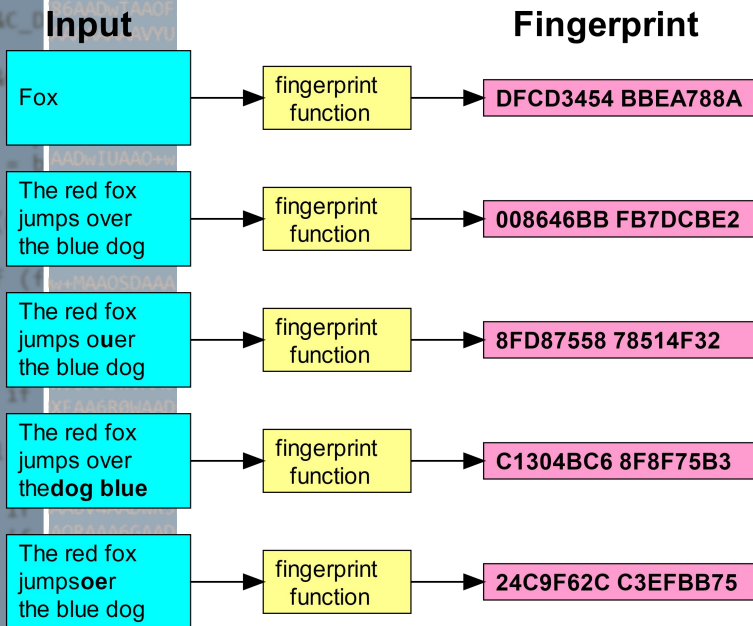 Input
Fingerprint
Fox
fingerprint
function
DFCD3454 BBEA788A
The red fox
jumps over
the blue dog
fingerprint
function
008646BB FB7DCBE2
The red fox
jumps ouer
the blue dog
fingerprint
function
8FD87558 78514F32
The red fox
jumps over
thedog blue
fingerprint
function
C1304BC6 8F8F75B3
The red fox
jumpsoer
the blue dog
fingerprint
function
24C9F62C C3EFBB75